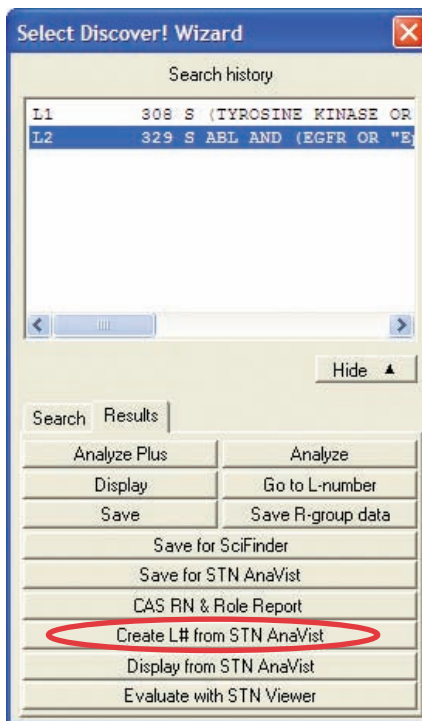 Select Discover! Wizard
Search history
L1 308 S (TYROSINE KINASE OR
L2 329 S ABL AND (EGFR OR
Hide
Search Results
Analyze Plus Analyze
Display Go to L-number
Save Save R-group data
Save for SciFinder
Save for STN AnaVist
CAS RN & Role Report
Create L# from STN AnaVist
Display from STN AnaVist
Evaluate with STN Viewer